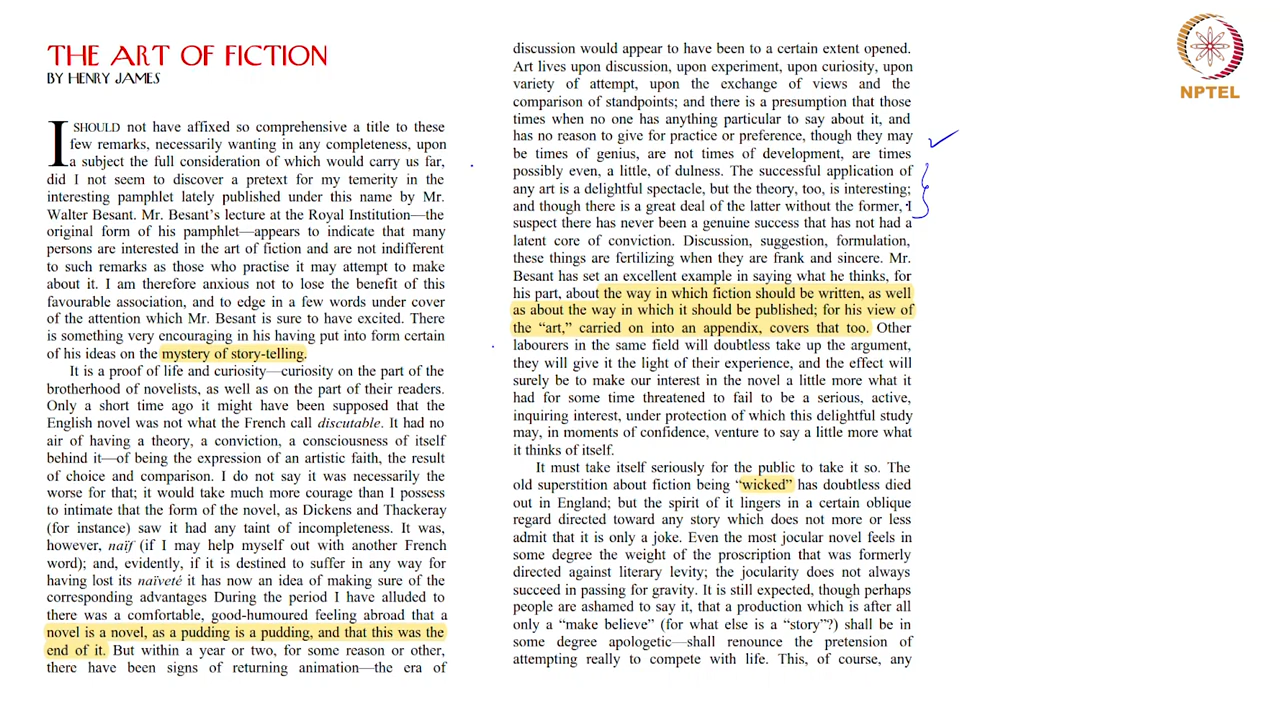 THE ART OF FICTION
BY HENRY JAMES
I SHOULD not have affixed so comprehensive a title to these
few remarks, necessarily wanting in any completeness, upon
a subject the full consideration of which would carry us far,
did I not seem to discover a pretext for my temerity in the
interesting pamphlet lately published under this name by Mr.
Walter Besant. Mr. Besant's lecture at the Royal Institution—the
original form of his pamphlet—appears to indicate that many
persons are interested in the art of fiction and are not indifferent
to such remarks as those who practise it may attempt to make
about it. I am therefore anxious not to lose the benefit of this
favourable association, and to edge in a few words under cover
of the attention which Mr. Besant is sure to have excited. There
is something very encouraging in his having put into form certain
of his ideas on the mystery of story-telling.
It is a proof of life and curiosity—curiosity on the part of the
brotherhood of novelists, as well as on the part of their readers.
Only a short time ago it might have been supposed that the
English novel was not what the French call discutable. It had no
air of having a theory, a conviction, a consciousness of itself
behind it—of being the expression of an artistic faith, the result
of choice and comparison. I do not say it was necessarily the
worse for that; it would take much more courage than I possess
to intimate that the form of the novel, as Dickens and Thackeray
(for instance) saw it had any taint of incompleteness. It was,
however, naïf (if I may help myself out with another French
word); and, evidently, if it is destined to suffer in any way for
having lost its naïveté it has now an idea of making sure of the
corresponding advantages During the period I have alluded to
there was a comfortable, good-humoured feeling abroad that a
novel is a novel, as a pudding is a pudding, and that this was the
end of it. But within a year or two, for some reason or other,
there have been signs of returning animation—the era of
discussion would appear to have been to a certain extent opened.
Art lives upon discussion, upon experiment, upon curiosity, upon
variety of attempt, upon the exchange of views and the
comparison of standpoints; and there is a presumption that those
times when no one has anything particular to say about it, and
has no reason to give for practice or preference, though they may
be times of genius, are not times of development, are times
possibly even, a little, of dulness. The successful application of
any art is a delightful spectacle, but the theory, too, is interesting;
and though there is a great deal of the latter without the former, I
suspect there has never been a genuine success that has not had a
latent core of conviction. Discussion, suggestion, formulation,
these things are fertilizing when they are frank and sincere. Mr.
Besant has set an excellent example in saying what he thinks, for
his part, about the way in which fiction should be written, as well
as about the way in which it should be published; for his view of
the “art,” carried on into an appendix, covers that too. Other
labourers in the same field will doubtless take up the argument,
they will give it the light of their experience, and the effect will
surely be to make our interest in the novel a little more what it
had for some time threatened to fail to be a serious, active,
inquiring interest, under protection of which this delightful study
may, in moments of confidence, venture to say a little more what
it thinks of itself.
It must take itself seriously for the public to take it so. The
old superstition about fiction being “wicked” has doubtless died
out in England; but the spirit of it lingers in a certain oblique
regard directed toward any story which does not more or less
admit that it is only a joke. Even the most jocular novel feels in
some degree the weight of the proscription that was formerly
directed against literary levity; the jocularity does not always
succeed in passing for gravity. It is still expected, though perhaps
people are ashamed to say it, that a production which is after all
only a “make believe” (for what else is a “story”?) shall be in
some degree apologetic—shall renounce the pretension of
attempting really to compete with life. This, of course, any
NPTEL